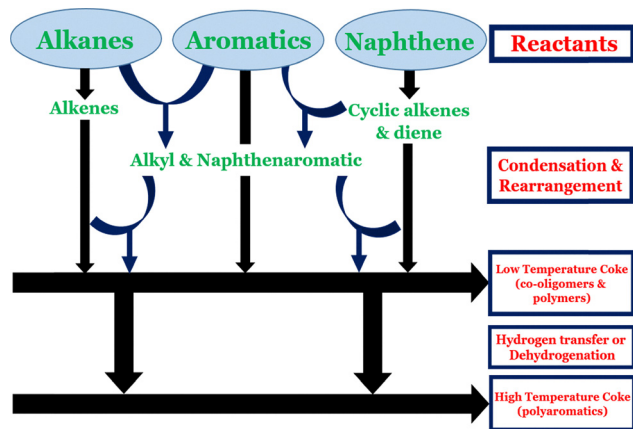 Alkanes Aromatics Naphthene Reactants
Alkenes
Cyclic alkenes
& diene
Alkyl & Naphthenaromatic
Condensation &
Rearrangement
Low Temperature Coke
(co-oligomers &
polymers)
Hydrogen transfer or
Dehydrogenation
High Temperature Coke
(polyaromatics)